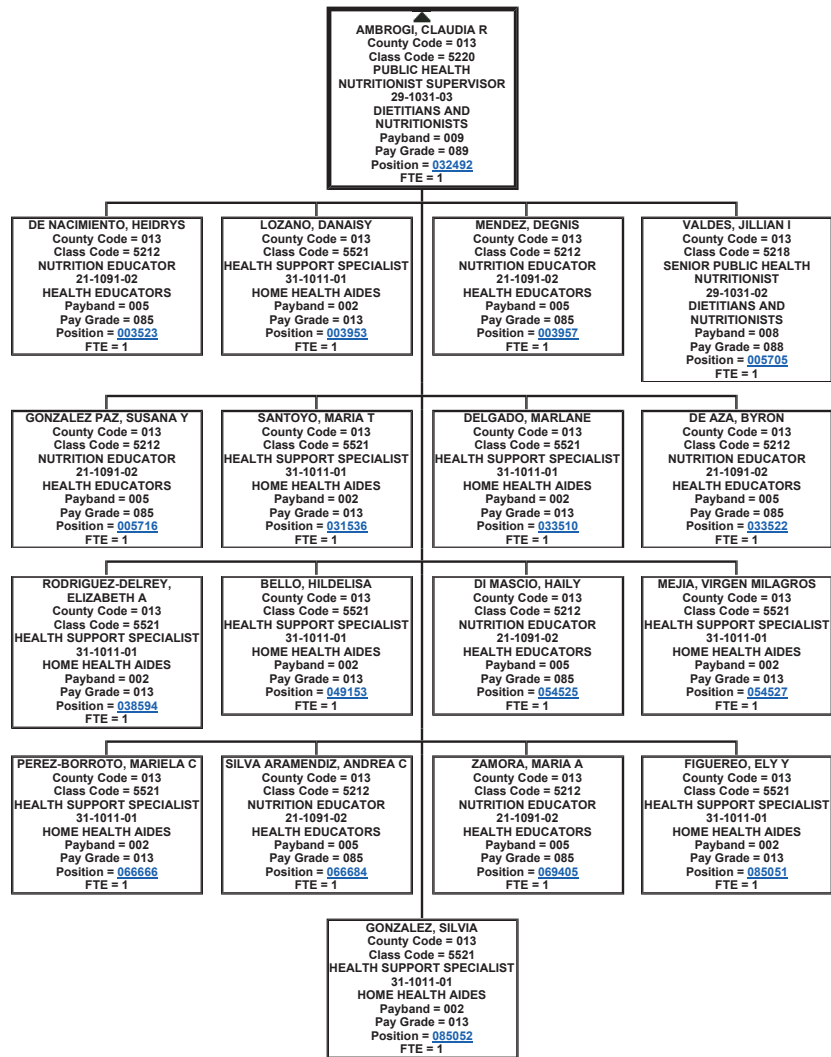 AMBROGI, CLAUDIA R
County Code = 013
Class Code = 5220
PUBLIC HEALTH
NUTRITIONIST SUPERVISOR
29-1031-03
DIETITIANS AND
NUTRITIONISTS
Payband = 009
Pay Grade = 089
Position = 032492
FTE = 1
DE NACIMIENTO, HEIDRYS
County Code = 013
Class Code = 5212
NUTRITION EDUCATOR
21-1091-02
HEALTH EDUCATORS
Payband = 005
Pay Grade = 085
Position = 003523
FTE = 1
LOZANO, DANAISY
County Code = 013
Class Code = 5521
HEALTH SUPPORT SPECIALIST
31-1011-01
HOME HEALTH AIDES
Payband = 002
Pay Grade = 013
Position = 003953
FTE = 1
MENDEZ, DEGNIS
County Code = 013
Class Code = 5212
NUTRITION EDUCATOR
21-1091-02
HEALTH EDUCATORS
Payband = 005
Pay Grade = 085
Position = 003957
FTE = 1
VALDES, JILLIAN I
County Code = 013
Class Code = 5218
SENIOR PUBLIC HEALTH
NUTRITIONIST
29-1031-02
DIETITIANS AND
NUTRITIONISTS
Payband = 008
Pay Grade = 088
Position = 005705
FTE = 1
GONZALEZ PAZ, SUSANA Y
County Code = 013
Class Code = 5212
NUTRITION EDUCATOR
21-1091-02
HEALTH EDUCATORS
Payband = 005
Pay Grade = 085
Position = 005716
FTE = 1
SANTOYO, MARIA T
County Code = 013
Class Code = 5521
HEALTH SUPPORT SPECIALIST
31-1011-01
HOME HEALTH AIDES
Payband = 002
Pay Grade = 013
Position = 031536
FTE = 1
DELGADO, MARLANE
County Code = 013
Class Code = 5521
HEALTH SUPPORT SPECIALIST
31-1011-01
HOME HEALTH AIDES
Payband = 002
Pay Grade = 013
Position = 033510
FTE = 1
DE AZA, BYRON
County Code = 013
Class Code = 5212
NUTRITION EDUCATOR
21-1091-02
HEALTH EDUCATORS
Payband = 005
Pay Grade = 085
Position = 033522
FTE = 1
RODRIGUEZ-DELREY,
ELIZABETH A
County Code = 013
Class Code = 5521
HEALTH SUPPORT SPECIALIST
31-1011-01
HOME HEALTH AIDES
Payband = 002
Pay Grade = 013
Position = 038594
FTE = 1
BELLO, HILDELISA
County Code = 013
Class Code = 5521
HEALTH SUPPORT SPECIALIST
31-1011-01
HOME HEALTH AIDES
Payband = 002
Pay Grade = 013
Position = 049153
FTE = 1
DI MASCIO, HAILY
County Code = 013
Class Code = 5212
NUTRITION EDUCATOR
21-1091-02
HEALTH EDUCATORS
Payband = 005
Pay Grade = 085
Position = 054525
FTE = 1
MEJIA, VIRGEN MILAGROS
County Code = 013
Class Code = 5521
HEALTH SUPPORT SPECIALIST
31-1011-01
HOME HEALTH AIDES
Payband = 002
Pay Grade = 013
Position = 054527
FTE = 1
PEREZ-BORROTO, MARIELA C
County Code = 013
Class Code = 5521
HEALTH SUPPORT SPECIALIST
31-1011-01
HOME HEALTH AIDES
Payband = 002
Pay Grade = 013
Position = 066666
FTE = 1
SILVA ARAMENDIZ, ANDREA C
County Code = 013
Class Code = 5212
NUTRITION EDUCATOR
21-1091-02
HEALTH EDUCATORS
Payband = 005
Pay Grade = 085
Position = 066684
FTE = 1
ZAMORA, MARIA A
County Code = 013
Class Code = 5212
NUTRITION EDUCATOR
21-1091-02
HEALTH EDUCATORS
Payband = 005
Pay Grade = 085
Position = 069405
FTE = 1
FIGUEREO, ELY Y
County Code = 013
Class Code = 5521
HEALTH SUPPORT SPECIALIST
31-1011-01
HOME HEALTH AIDES
Payband = 002
Pay Grade = 013
Position = 085051
FTE = 1
GONZALEZ, SILVIA
County Code = 013
Class Code = 5521
HEALTH SUPPORT SPECIALIST
31-1011-01
HOME HEALTH AIDES
Payband = 002
Pay Grade = 013
Position = 085052
FTE = 1